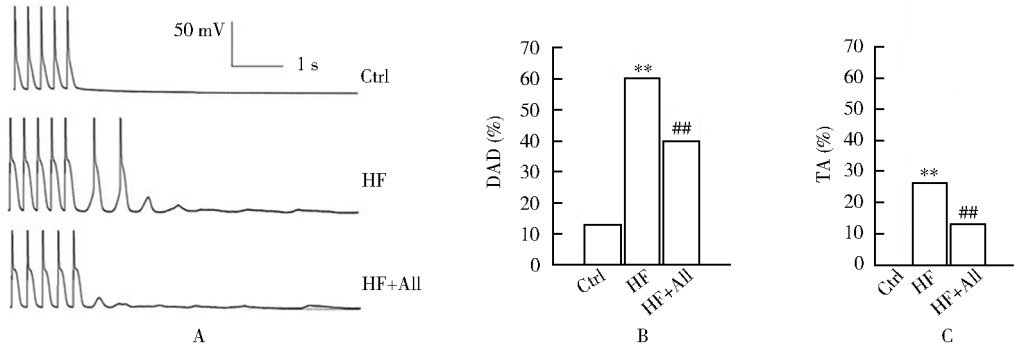 50 mV
1 s
Ctrl
HF
HF+All
A
DAD (%)
70
60
50
40
30
20
10
0
**
##
Ctrl
HF
HF+All
B
TA (%)
70
60
50
40
30
20
10
0
**
##
Ctrl
HF
HF+All
C